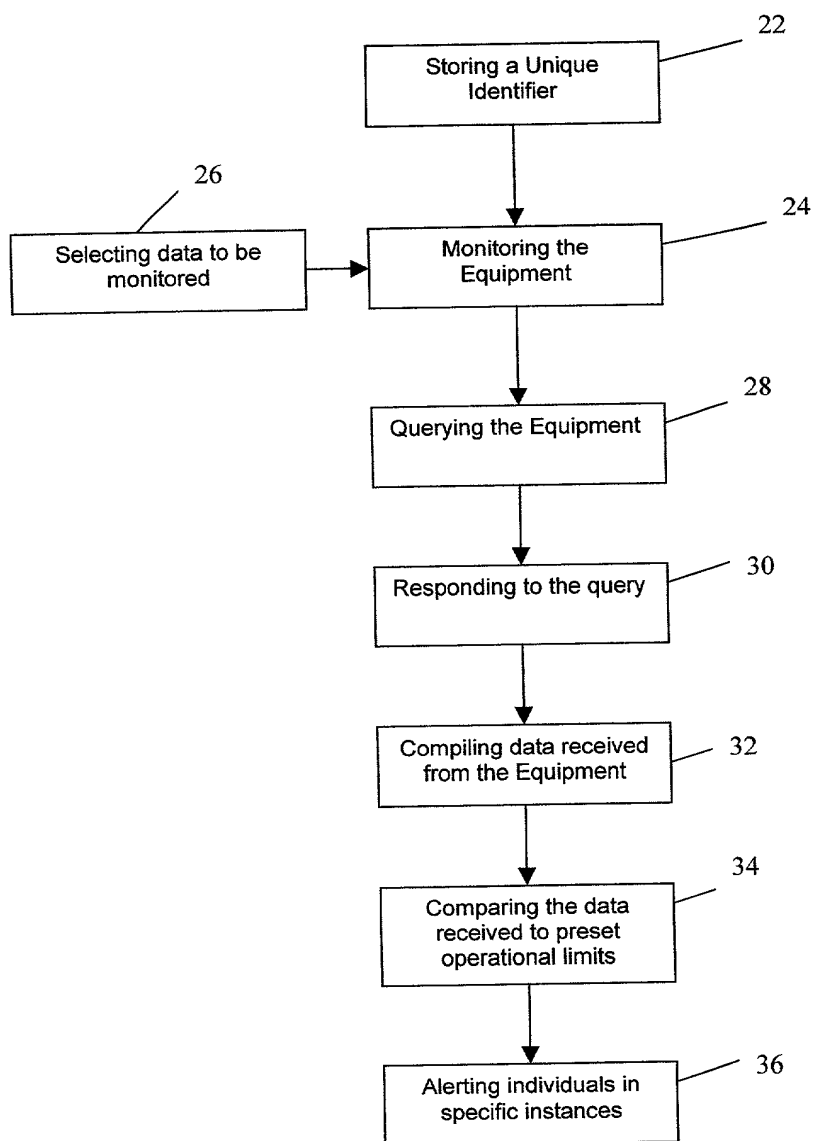 22
Storing a Unique
Identifier
26
24
Selecting data to be
monitored
Monitoring the
Equipment
28
Querying the Equipment
30
Responding to the query
32
Compiling data received
from the Equipment
34
Comparing the data
received to preset
operational limits
36
Alerting individuals in
specific instances